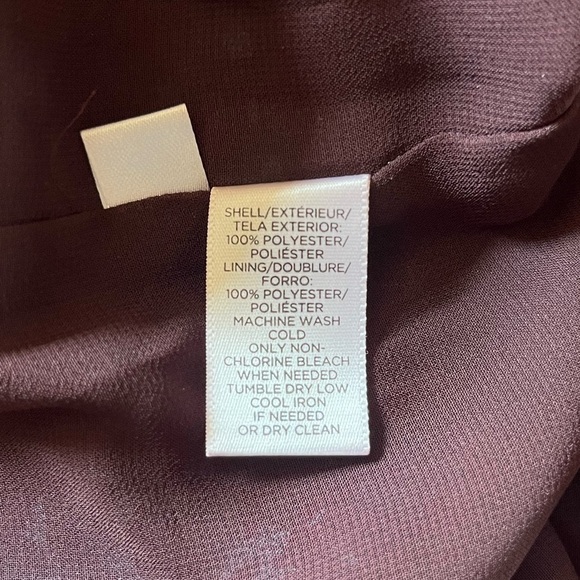 SHELL/EXTÉRIEUR/
TELA EXTERIOR:
100% POLYESTER/
POLIÉSTER
LINING/DOUBLURE/
FORRO:
100% POLYESTER/
POLIÉSTER
MACHINE WASH
COLD
ONLY NON-
CHLORINE BLEACH
WHEN NEEDED
TUMBLE DRY LOW
COOL IRON
IF NEEDED
OR DRY CLEAN